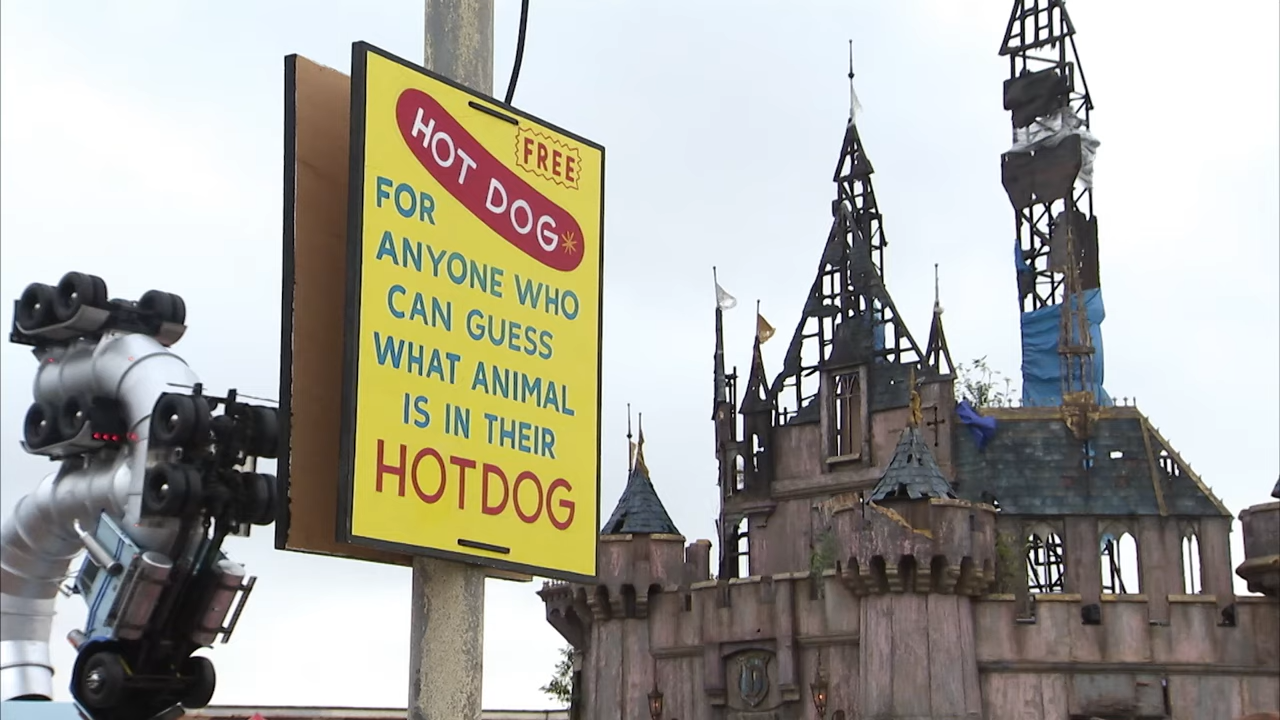 FREE
HOT DOG*
FOR
ANYONE WHO
CAN GUESS
WHAT ANIMAL
IS IN THEIR
HOTDOG